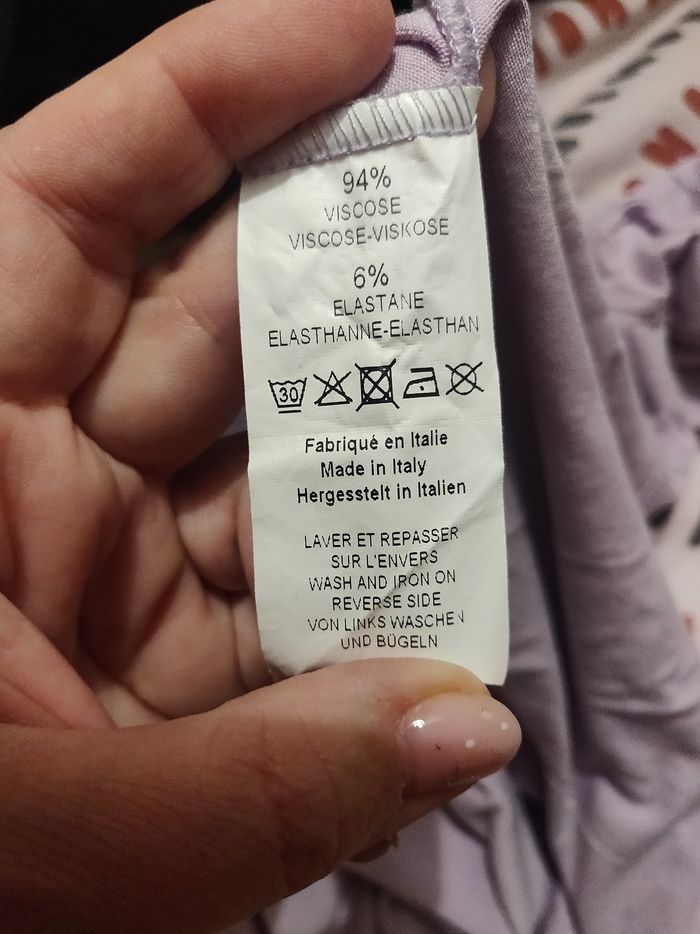 94%
VISCOSE
VISCOSE-VISKOSE
6%
ELASTANE
ELASTHANNE-ELASTHAN
30
Fabriqué en Italie
Made in Italy
Hergesstelt in Italien
LAVER ET REPASSER
SUR L'ENVERS
WASH AND IRON ON
REVERSE SIDE
VON LINKS WASCHEN
UND BÜGELN